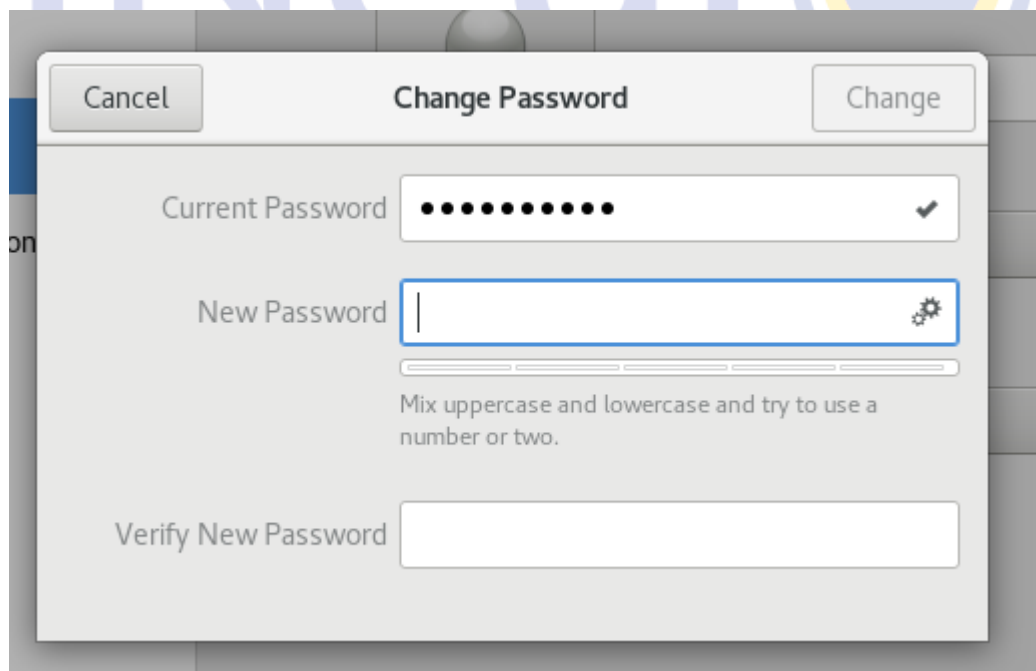 Cancel Change Password Change
Current Password ●●●●●●●●●●
on
New Password
Mix uppercase and lowercase and try to use a
number or two.
Verify New Password